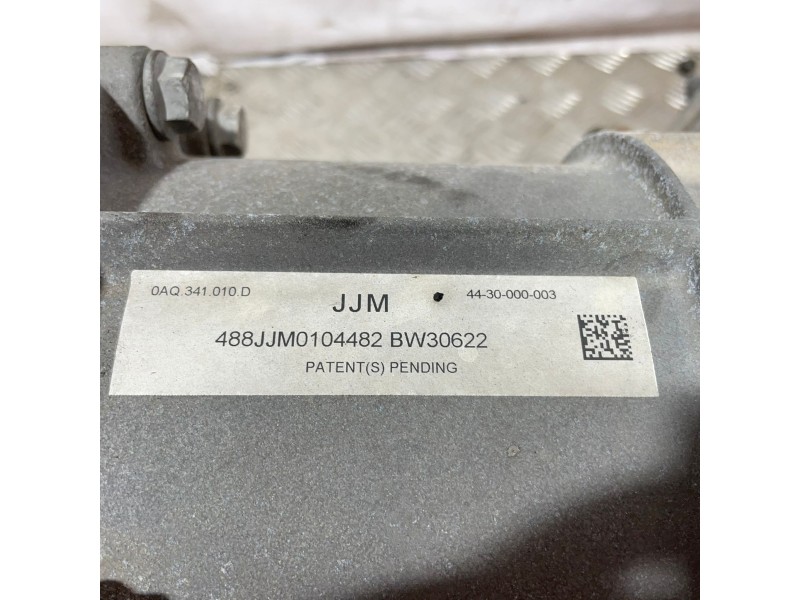 0AQ.341.010.D JJM 44-30-000-003
488JJM0104482 BW30622
PATENT(S) PENDING